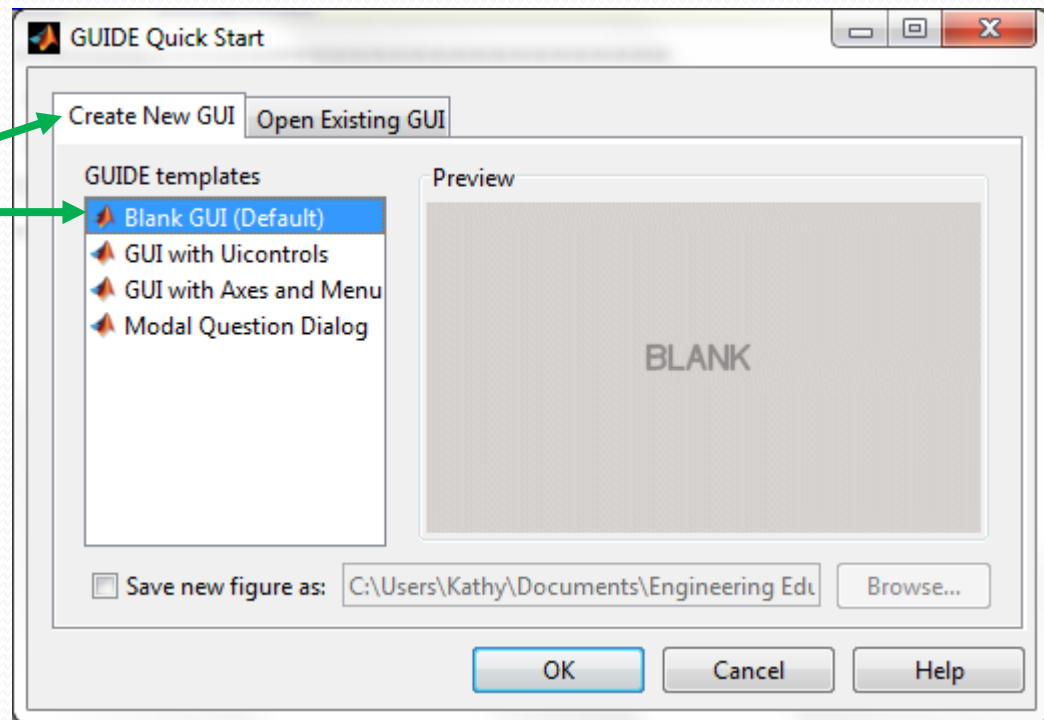 GUIDE Quick Start
Create New GUI
Open Existing GUI
GUIDE templates
Preview
Blank GUI (Default)
GUI with Uicontrols
GUI with Axes and Menu
Modal Question Dialog
BLANK
Save new figure as:
C:\Users\Kathy\Documents\Engineering Edu
Browse...
OK
Cancel
Help